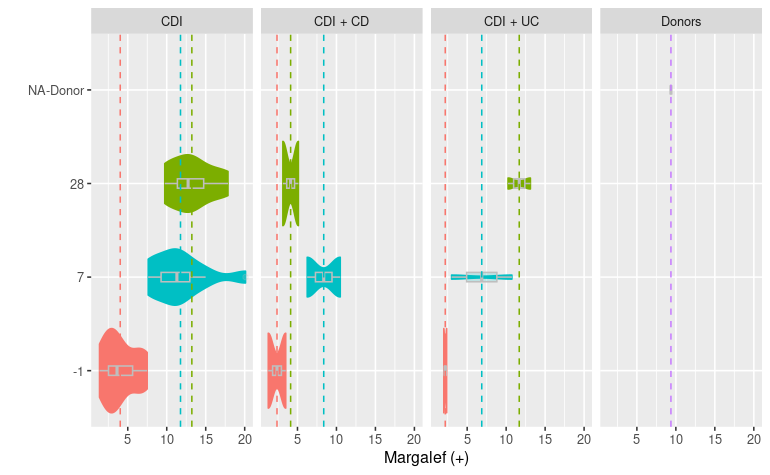 CDI CDI + CD CDI + UC Donors
NA-Donor
28
7
-1
5 10 15 20 5 10 15 20 5 10 15 20 5 10 15 20
Margalef (+)